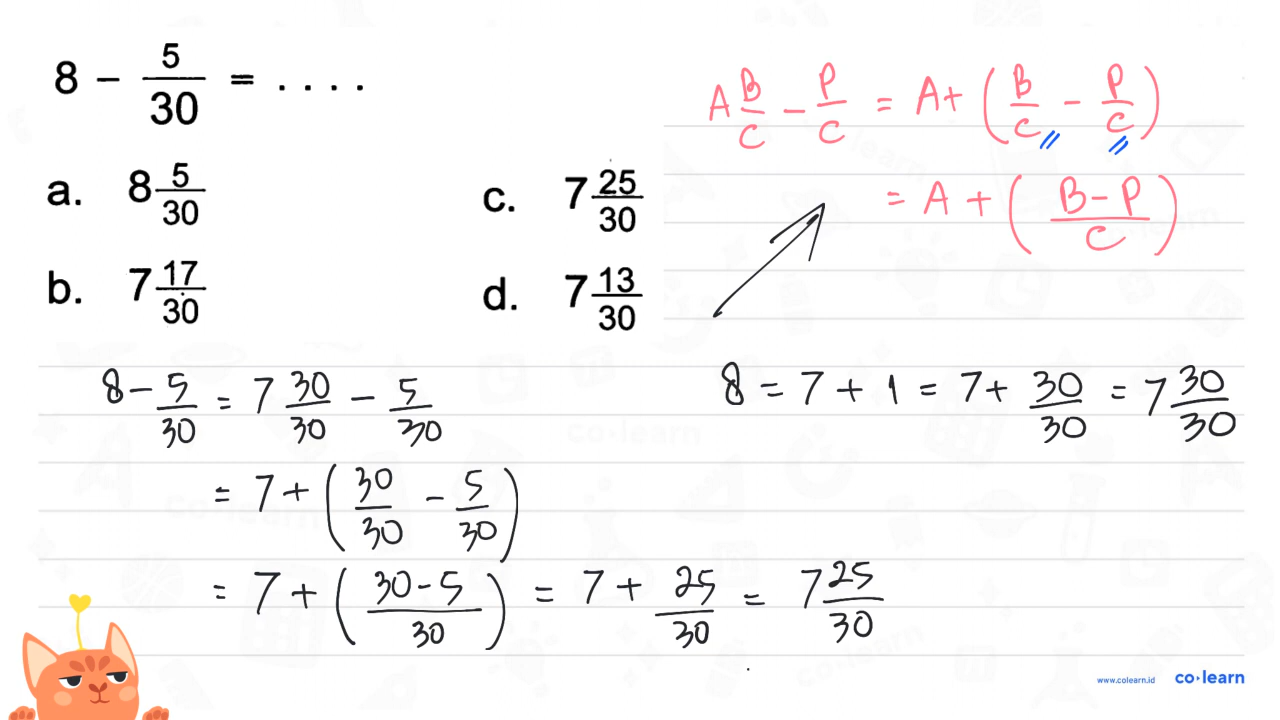 8 - 5/30 = . . . .
a. 8 5/30
b. 7 17/30
c. 7 25/30
d. 7 13/30
A B/C - P/C = A + (B/C - P/C)
= A + (B - P / C)
8 - 5/30 = 7 30/30 - 5/30
= 7 + (30/30 - 5/30)
= 7 + (30 - 5 / 30) = 7 + 25/30 = 7 25/30
8 = 7 + 1 = 7 + 30/30 = 7 30/30
co·learn
www.colearn.id co·learn